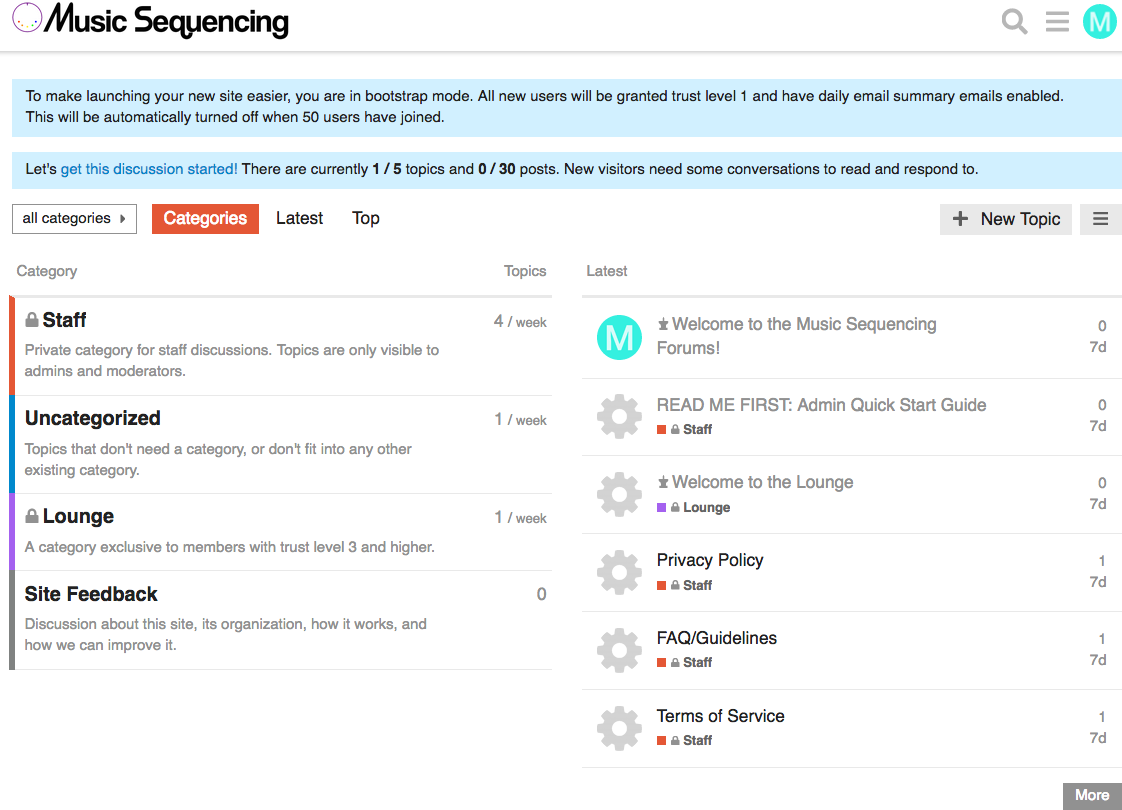 Music Sequencing
M
To make launching your new site easier, you are in bootstrap mode. All new users will be granted trust level 1 and have daily email summary emails enabled.
This will be automatically turned off when 50 users have joined.
Let's get this discussion started! There are currently 1 / 5 topics and 0 / 30 posts. New visitors need some conversations to read and respond to.
all categories
Categories
Latest
Top
+ New Topic
Category
Topics
Staff
4 / week
Private category for staff discussions. Topics are only visible to
admins and moderators.
Uncategorized
1 / week
Topics that don't need a category, or don't fit into any other
existing category.
Lounge
1 / week
A category exclusive to members with trust level 3 and higher.
Site Feedback
0
Discussion about this site, its organization, how it works, and
how we can improve it.
Latest
M
Welcome to the Music Sequencing
Forums!
0
7d
READ ME FIRST: Admin Quick Start Guide
Staff
0
7d
Welcome to the Lounge
Lounge
0
7d
Privacy Policy
Staff
1
7d
FAQ/Guidelines
Staff
1
7d
Terms of Service
Staff
1
7d
More